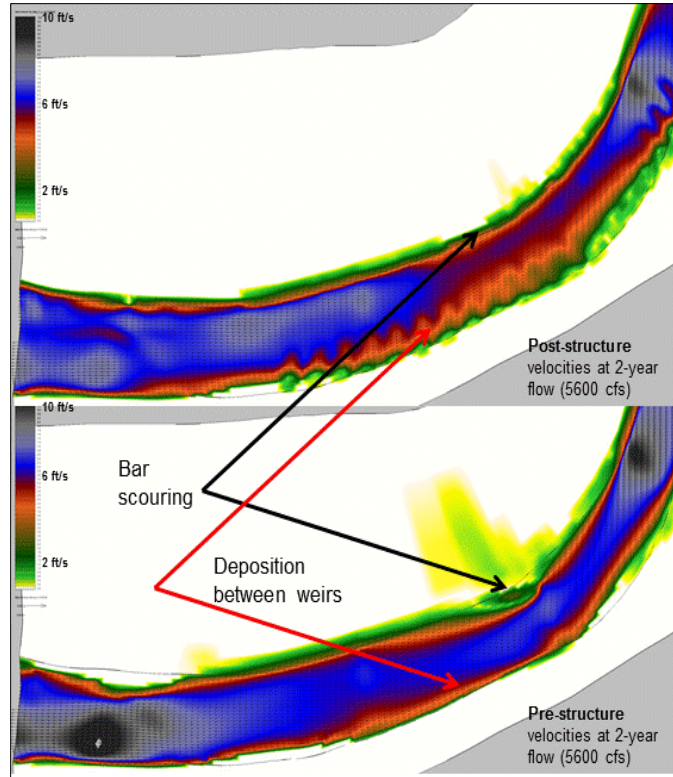 10 ft/s
6 ft/s
2 ft/s
Post-structure
velocities at 2-year
flow (5600 cfs)
10 ft/s
6 ft/s
2 ft/s
Bar
scouring
Deposition
between weirs
Pre-structure
velocities at 2-year
flow (5600 cfs)